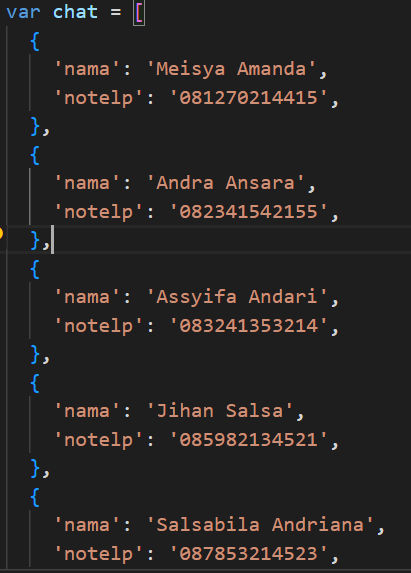 var chat = [
{
'nama': 'Meisya Amanda',
'notelp': '081270214415',
},
{
'nama': 'Andra Ansara',
'notelp': '082341542155',
},
{
'nama': 'Assyifa Andari',
'notelp': '083241353214',
},
{
'nama': 'Jihan Salsa',
'notelp': '085982134521',
},
{
'nama': 'Salsabila Andriana',
'notelp': '087853214523',